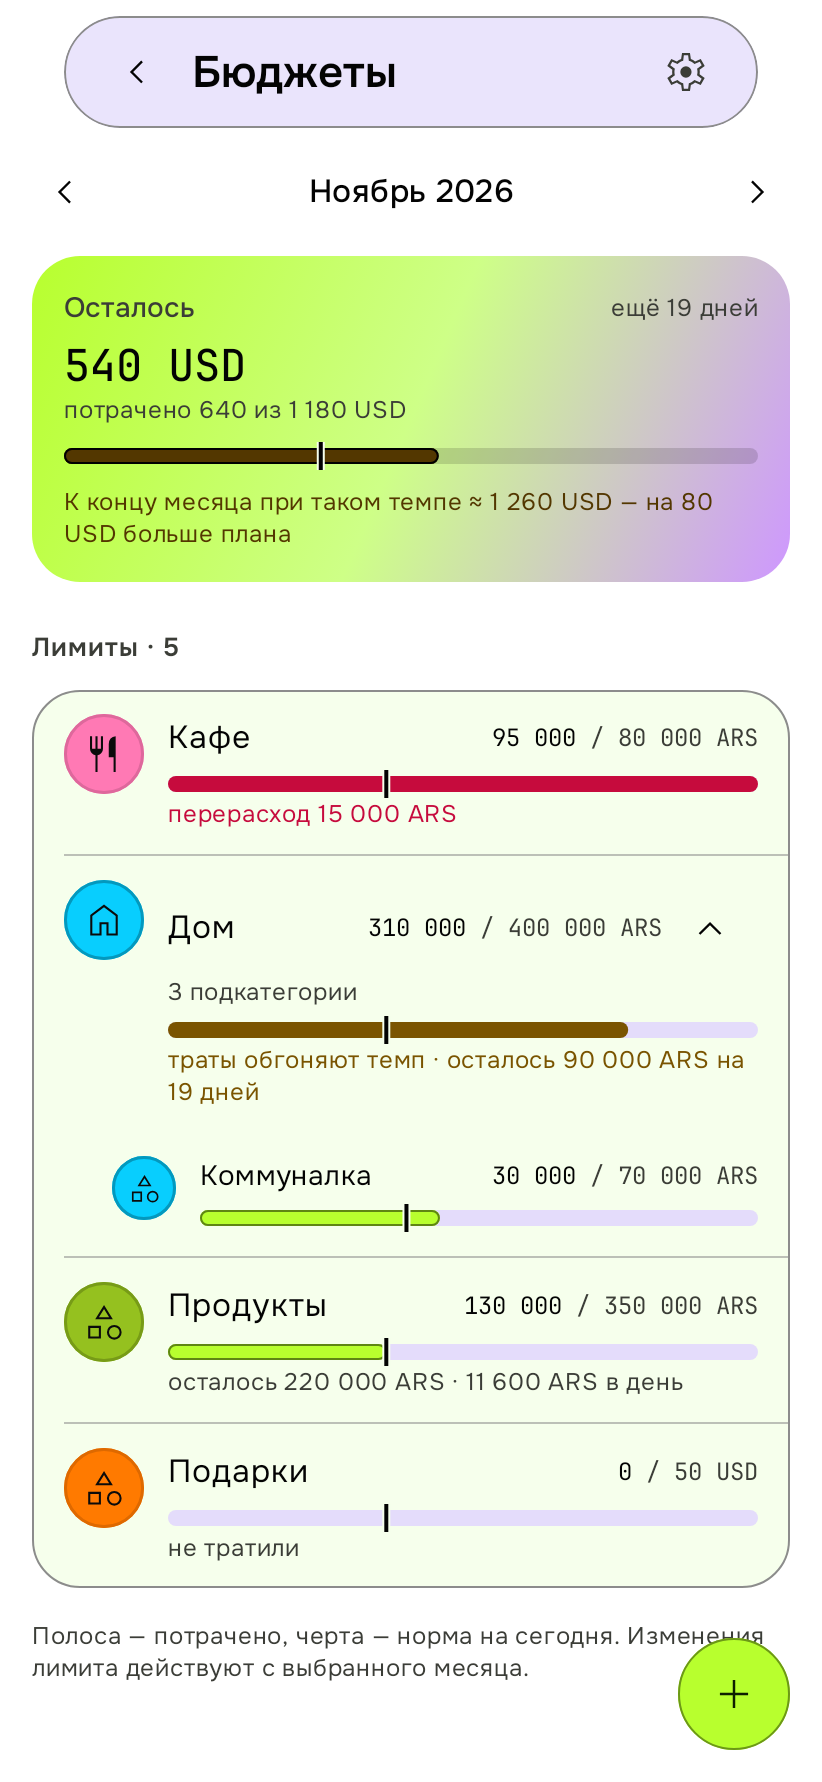 Бюджеты
Ноябрь 2026
Осталось
ещё 19 дней
540 USD
потрачено 640 из 1 180 USD
К концу месяца при таком темпе ≈ 1 260 USD — на 80
USD больше плана
Лимиты · 5
Кафе
95 000 / 80 000 ARS
перерасход 15 000 ARS
Дом
310 000 / 400 000 ARS
3 подкатегории
траты обгоняют темп · осталось 90 000 ARS на
19 дней
Коммуналка
30 000 / 70 000 ARS
Продукты
130 000 / 350 000 ARS
осталось 220 000 ARS · 11 600 ARS в день
Подарки
0 / 50 USD
не тратили
Полоса — потрачено, черта — норма на сегодня. Изменения
лимита действуют с выбранного месяца.